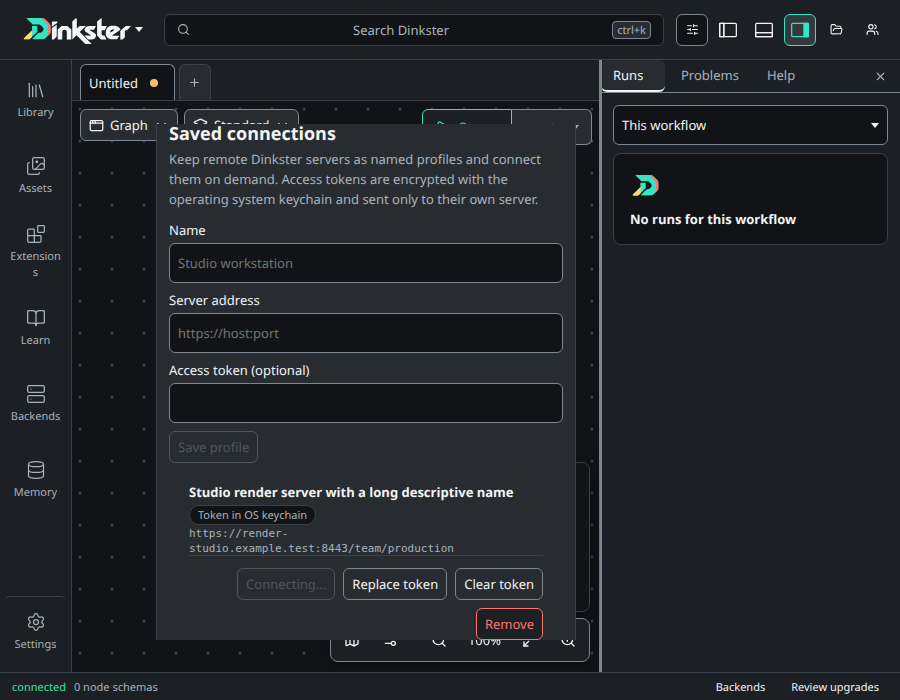 Dinkster
Search Dinkster
ctrl+k
Library
Assets
Extension
s
Learn
Backends
Memory
Settings
Untitled
Graph
Standard
Saved connections
Keep remote Dinkster servers as named profiles and connect
them on demand. Access tokens are encrypted with the
operating system keychain and sent only to their own server.
Name
Studio workstation
Server address
https://host:port
Access token (optional)
Save profile
Studio render server with a long descriptive name
Token in OS keychain
https://render-
studio.example.test:8443/team/production
Connecting...
Replace token
Clear token
Remove
100%
Runs
Problems
Help
This workflow
No runs for this workflow
connected
0 node schemas
Backends
Review upgrades